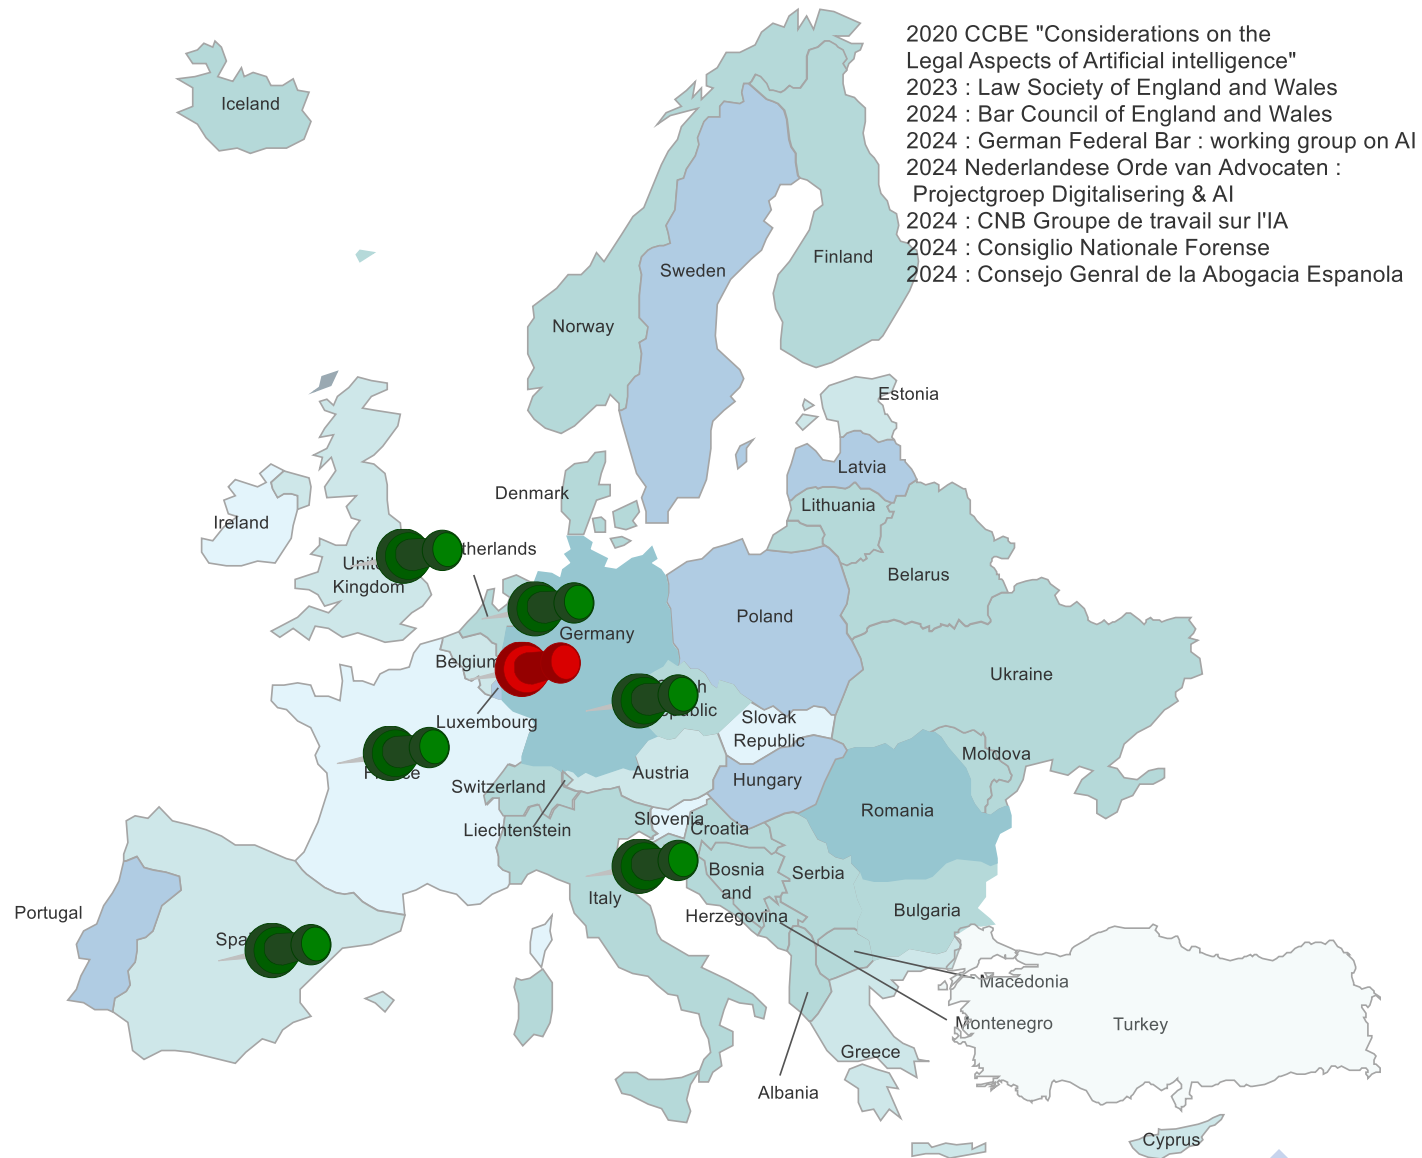 2020 CCBE "Considerations on the
Legal Aspects of Artificial intelligence"
2023 : Law Society of England and Wales
2024 : Bar Council of England and Wales
2024 : German Federal Bar : working group on AI
2024 Nederlandese Orde van Advocaten :
Projectgroep Digitalisering & AI
2024 : CNB Groupe de travail sur l'IA
2024 : Consiglio Nationale Forense
2024 : Consejo Genral de la Abogacia Espanola
Iceland
Finland
Sweden
Norway
Estonia
Latvia
Denmark
Lithuania
Ireland
Kingdom
Belarus
Poland
Germany
Belgium
Ukraine
Luxembourg
Slovak
Republic
Moldova
Austria
Hungary
Switzerland
Romania
Slovenia
Croatia
Liechtenstein
Bosnia
and
Herzegovina
Serbia
Italy
Bulgaria
Portugal
Macedonia
Montenegro
Turkey
Greece
Albania
Cyprus